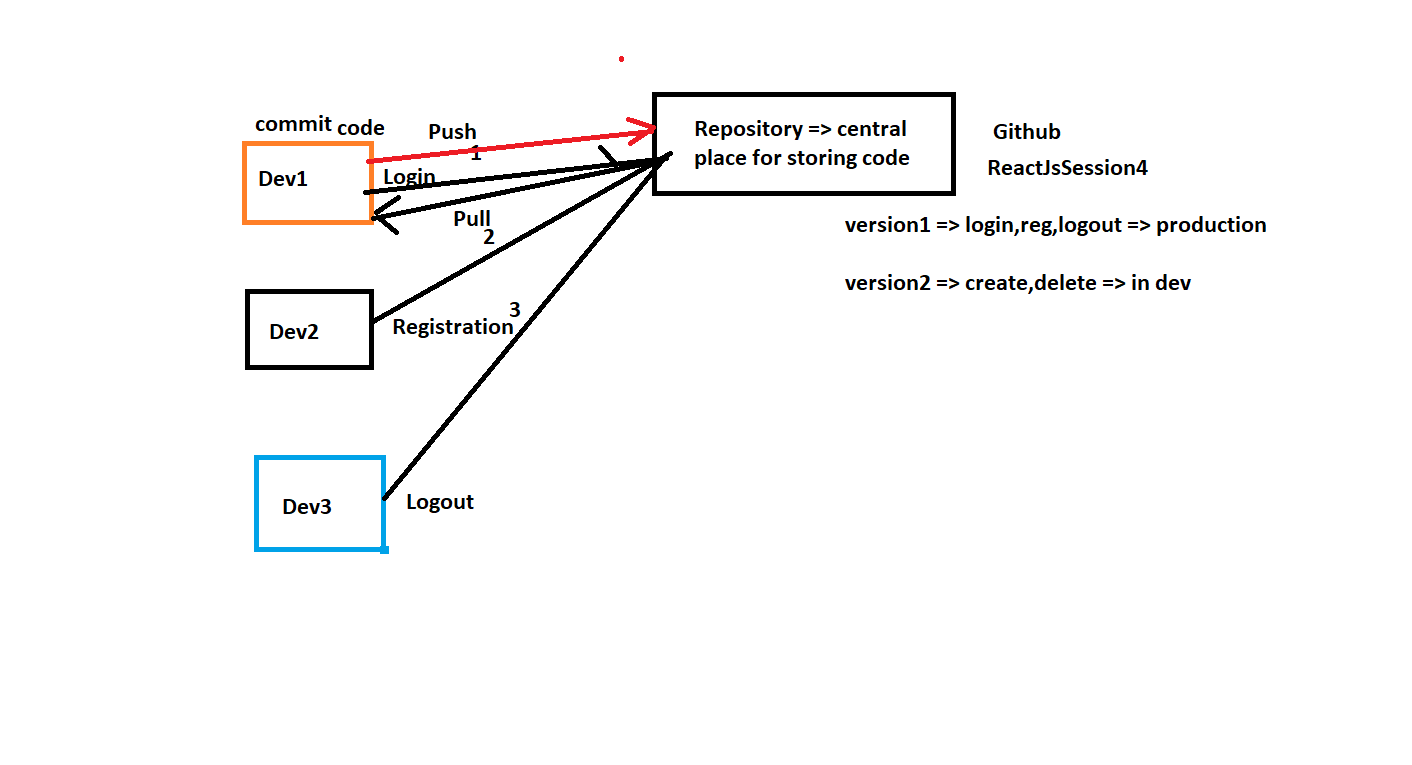 commit code
Push
1
Dev1
Login
Pull
2
Repository => central
place for storing code
Github
ReactJsSession4
version1 => login,reg,logout => production
version2 => create,delete => in dev
Dev2
Registration
3
Dev3
Logout